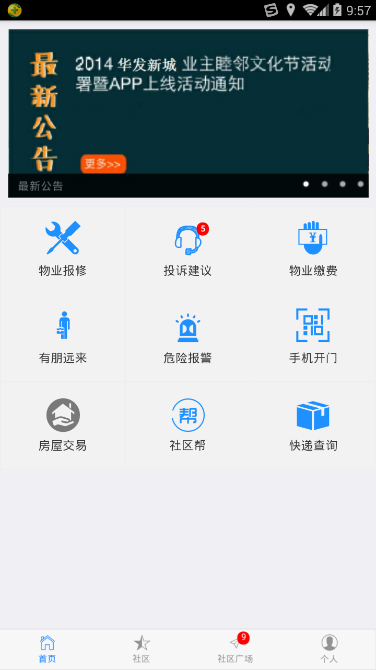 9:57
最新公告
2014 华发新城 业主睦邻文化节活动
署暨APP上线活动通知
更多>>
最新公告
5
物业报修
投诉建议
物业缴费
有朋远来
危险报警
手机开门
帮
房屋交易
社区帮
快递查询
9
首页
社区
社区广场
个人